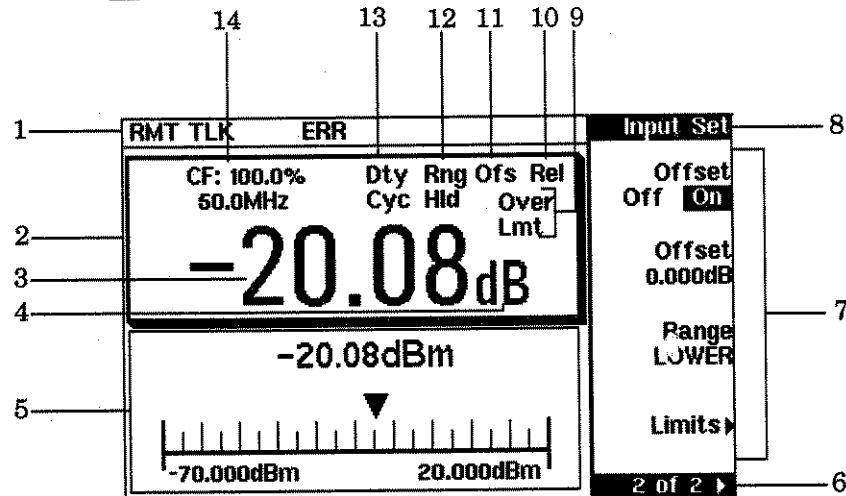 14 13 12 11 10 9
1 RMT TLK ERR Input Set 8
CF: 100.0% Dty Rng Ofs Rel
50.0MHz Cyc Hld Over
Lmt
2
3 -20.08dB
4
-20.08dBm
5
-70.000dBm 20.000dBm
Offset
Off On
Offset
0.000dB
7
Range
LOWER
Limits
2 of 2 6